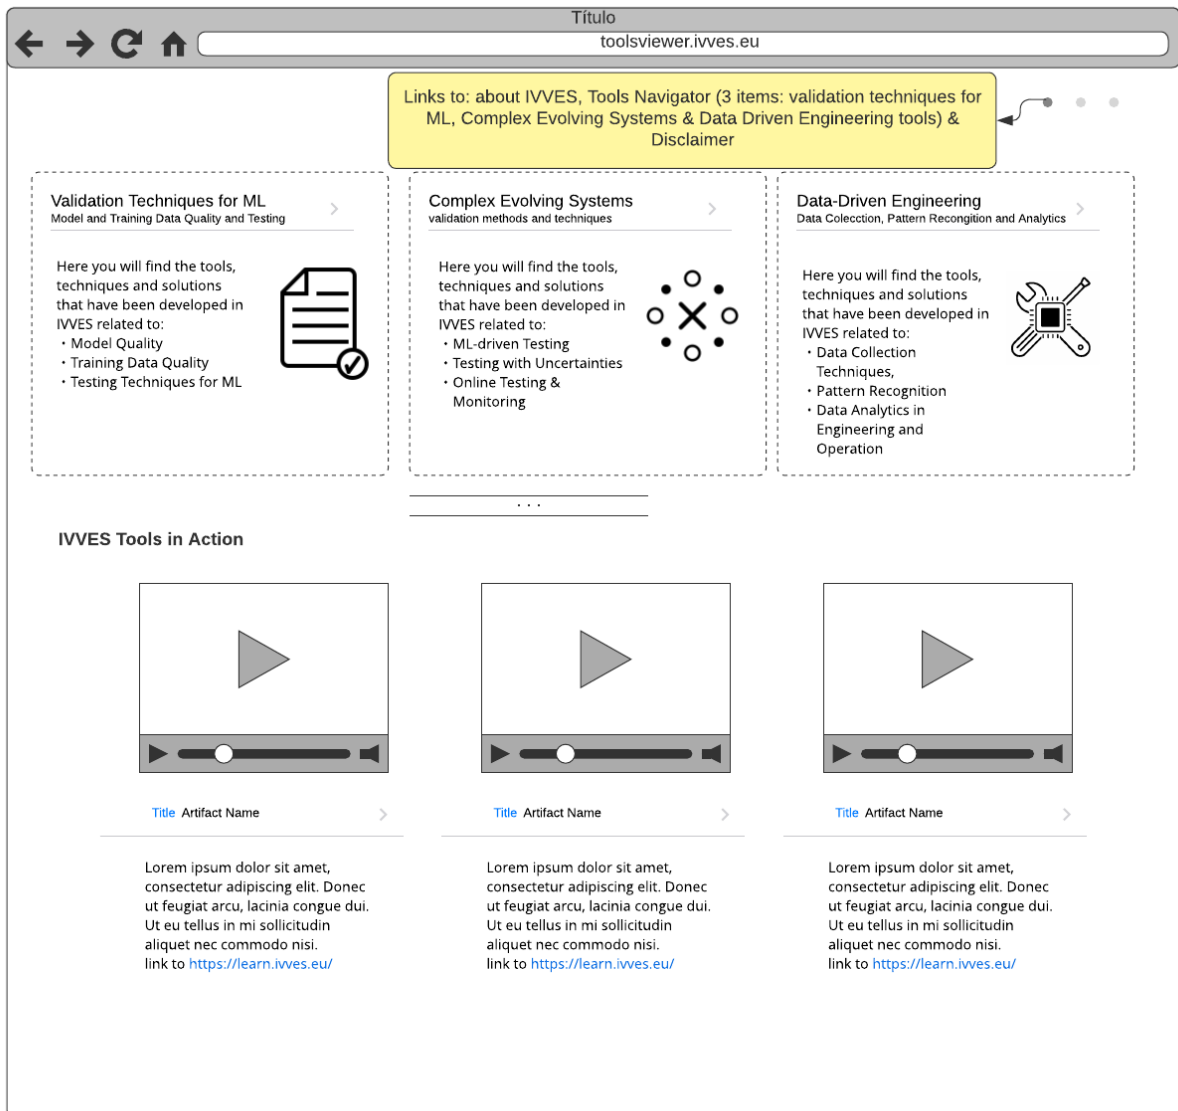 Título
toolsviewer.ivves.eu
Links to: about IVVES, Tools Navigator (3 items: validation techniques for
ML, Complex Evolving Systems & Data Driven Engineering tools) &
Disclaimer
Validation Techniques for ML
Model and Training Data Quality and Testing
Here you will find the tools,
techniques and solutions
that have been developed in
IVVES related to:
・Model Quality
・Training Data Quality
・Testing Techniques for ML
Complex Evolving Systems
validation methods and techniques
Here you will find the tools,
techniques and solutions
that have been developed in
IVVES related to:
・ML-driven Testing
・Testing with Uncertainties
・Online Testing &
Monitoring
Data-Driven Engineering
Data Colecction, Pattern Recongition and Analytics
Here you will find the tools,
techniques and solutions
that have been developed in
IVVES related to:
・Data Collection
Techniques,
・Pattern Recognition
・Data Analytics in
Engineering and
Operation
. . .
IVVES Tools in Action
Title Artifact Name
Lorem ipsum dolor sit amet,
consectetur adipiscing elit. Donec
ut feugiat arcu, lacinia congue dui.
Ut eu tellus in mi sollicitudin
aliquet nec commodo nisi.
link to https://learn.ivves.eu/
Title Artifact Name
Lorem ipsum dolor sit amet,
consectetur adipiscing elit. Donec
ut feugiat arcu, lacinia congue dui.
Ut eu tellus in mi sollicitudin
aliquet nec commodo nisi.
link to https://learn.ivves.eu/
Title Artifact Name
Lorem ipsum dolor sit amet,
consectetur adipiscing elit. Donec
ut feugiat arcu, lacinia congue dui.
Ut eu tellus in mi sollicitudin
aliquet nec commodo nisi.
link to https://learn.ivves.eu/